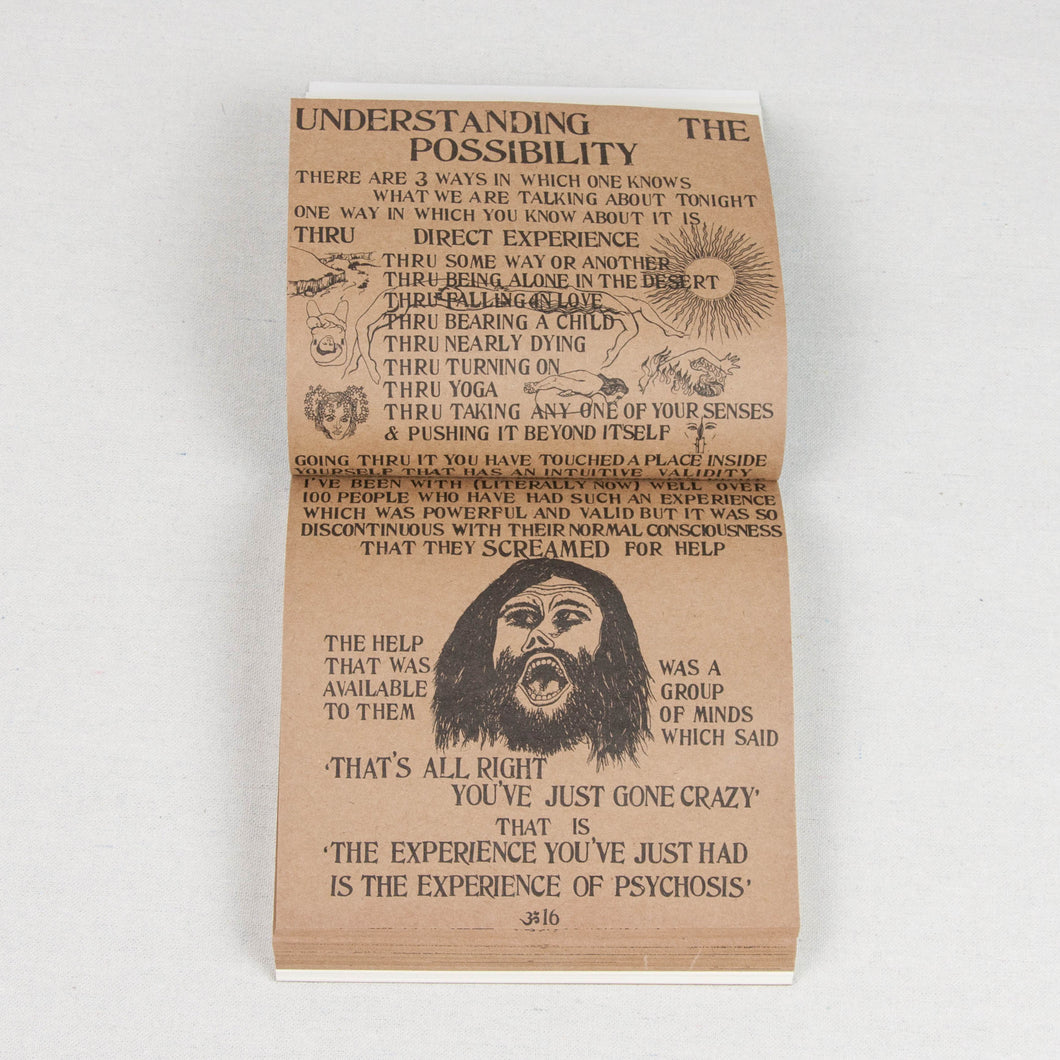 UNDERSTANDING THE
POSSIBILITY
THERE ARE 3 WAYS IN WHICH ONE KNOWS
WHAT WE ARE TALKING ABOUT TONIGHT
ONE WAY IN WHICH YOU KNOW ABOUT IT IS
THRU DIRECT EXPERIENCE
THRU SOME WAY OR ANOTHER
THRU BEING ALONE IN THE DESERT
THRU FALLING IN LOVE
THRU BEARING A CHILD
THRU NEARLY DYING
THRU TURNING ON
THRU YOGA
THRU TAKING ANY ONE OF YOUR SENSES
& PUSHING IT BEYOND ITSELF
GOING THRU IT YOU HAVE TOUCHED A PLACE INSIDE
YOURSELF THAT HAS AN INTUITIVE VALIDITY
I'VE BEEN WITH (LITERALLY NOW) WELL OVER
100 PEOPLE WHO HAVE HAD SUCH AN EXPERIENCE
WHICH WAS POWERFUL AND VALID BUT IT WAS SO
DISCONTINUOUS WITH THEIR NORMAL CONSCIOUSNESS
THAT THEY SCREAMED FOR HELP
THE HELP
THAT WAS
AVAILABLE
TO THEM
WAS A
GROUP
OF MINDS
WHICH SAID
'THAT'S ALL RIGHT
YOU'VE JUST GONE CRAZY'
THAT IS
'THE EXPERIENCE YOU'VE JUST HAD
IS THE EXPERIENCE OF PSYCHOSIS'
ॐ16